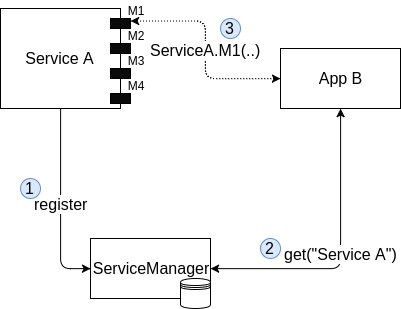 M1
3
M2
ServiceA.M1(..)
Service A
M3
App B
M4
1
register
2
get("Service A")
ServiceManager